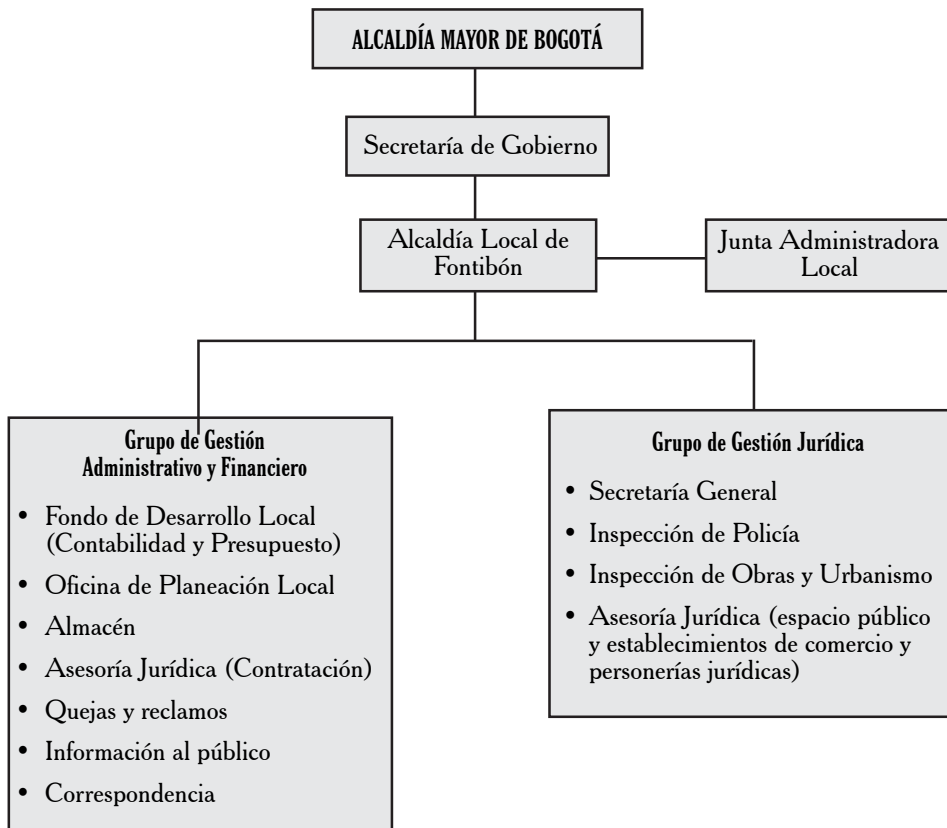 ALCALDÍA MAYOR DE BOGOTÁ
Secretaría de Gobierno
Alcaldía Local de
Fontibón
Junta Administradora
Local
Grupo de Gestión
Administrativo y Financiero
• Fondo de Desarrollo Local
(Contabilidad y Presupuesto)
• Oficina de Planeación Local
• Almacén
• Asesoría Jurídica (Contratación)
• Quejas y reclamos
• Información al público
• Correspondencia
Grupo de Gestión Jurídica
• Secretaría General
• Inspección de Policía
• Inspección de Obras y Urbanismo
• Asesoría Jurídica (espacio público
y establecimientos de comercio y
personerías jurídicas)